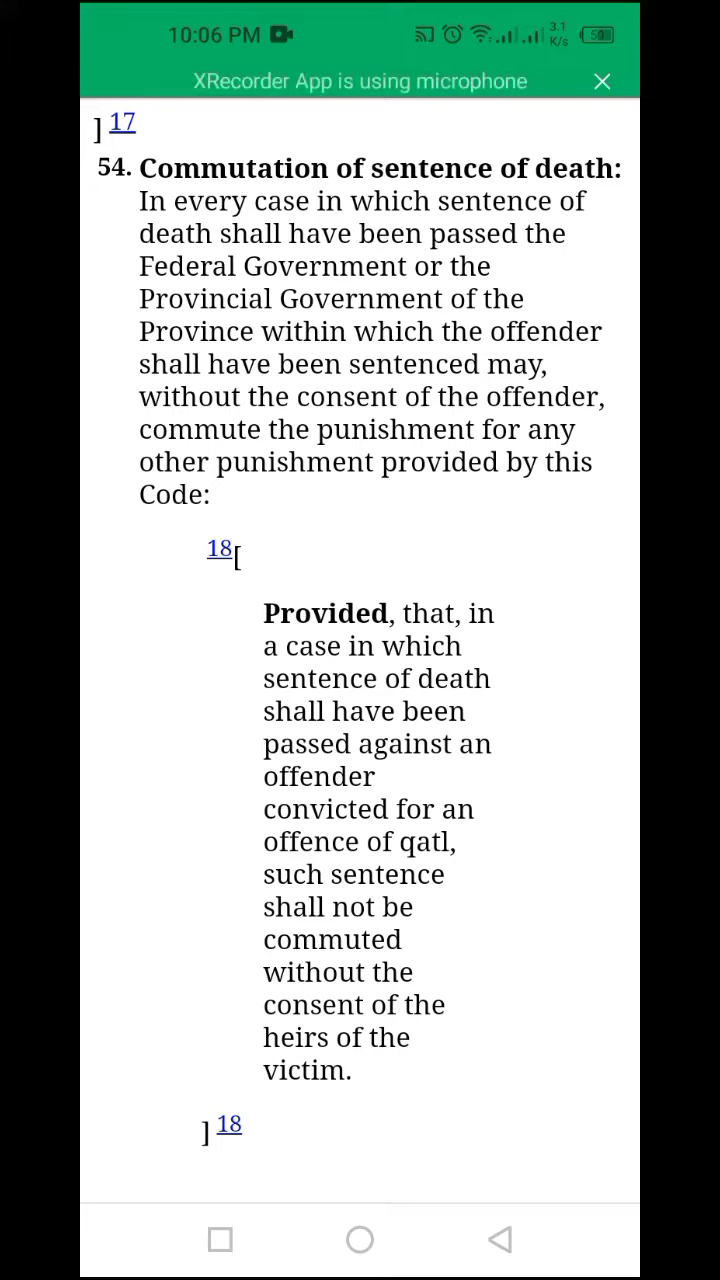 10:06 PM
3.1
K/s
50
XRecorder App is using microphone
] 17
54. Commutation of sentence of death:
In every case in which sentence of
death shall have been passed the
Federal Government or the
Provincial Government of the
Province within which the offender
shall have been sentenced may,
without the consent of the offender,
commute the punishment for any
other punishment provided by this
Code:
18[
Provided, that, in
a case in which
sentence of death
shall have been
passed against an
offender
convicted for an
offence of qatl,
such sentence
shall not be
commuted
without the
consent of the
heirs of the
victim.
] 18